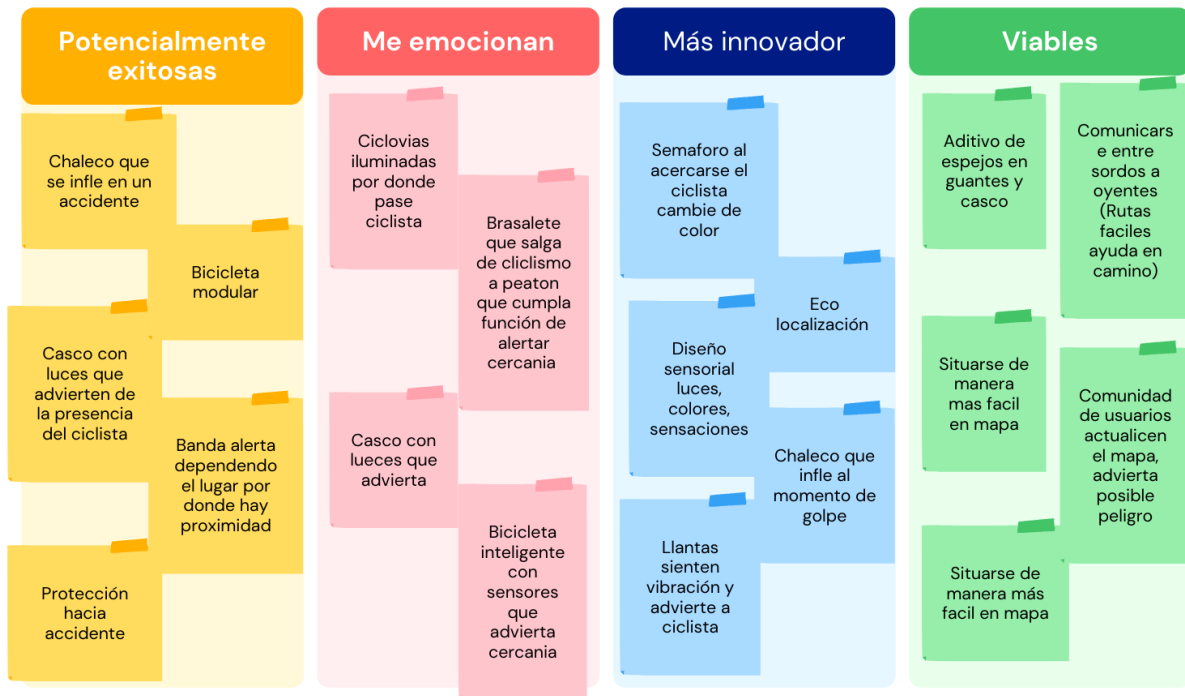 Potencialmente
exitosas
Chaleco que
se infle en un
accidente
Bicicleta
modular
Casco con
luces que
advierten de
la presencia
del ciclista
Banda alerta
dependendo
el lugar por
donde hay
proximidad
Protección
hacia
accidente
Me emocionan
Ciclovias
iluminadas
por donde
pase
ciclista
Brasalete
que salga
de cliclismo
a peaton
que cumpla
función de
alertar
cercania
Casco con
lueces que
advierta
Bicicleta
inteligente
con
sensores
que
advierta
cercania
Más innovador
Semaforo al
acercarse el
ciclista
cambie de
color
Eco
localización
Diseño
sensorial
luces,
colores,
sensaciones
Chaleco que
infle al
momento de
golpe
Llantas
sienten
vibración y
advierte a
ciclista
Viables
Aditivo de
espejos en
guantes y
casco
Comunicars
e entre
sordos a
oyentes
(Rutas
faciles
ayuda en
camino)
Situarse de
manera
mas facil
en mapa
Comunidad
de usuarios
actualicen
el mapa,
advierta
posible
peligro
Situarse de
manera más
facil en mapa